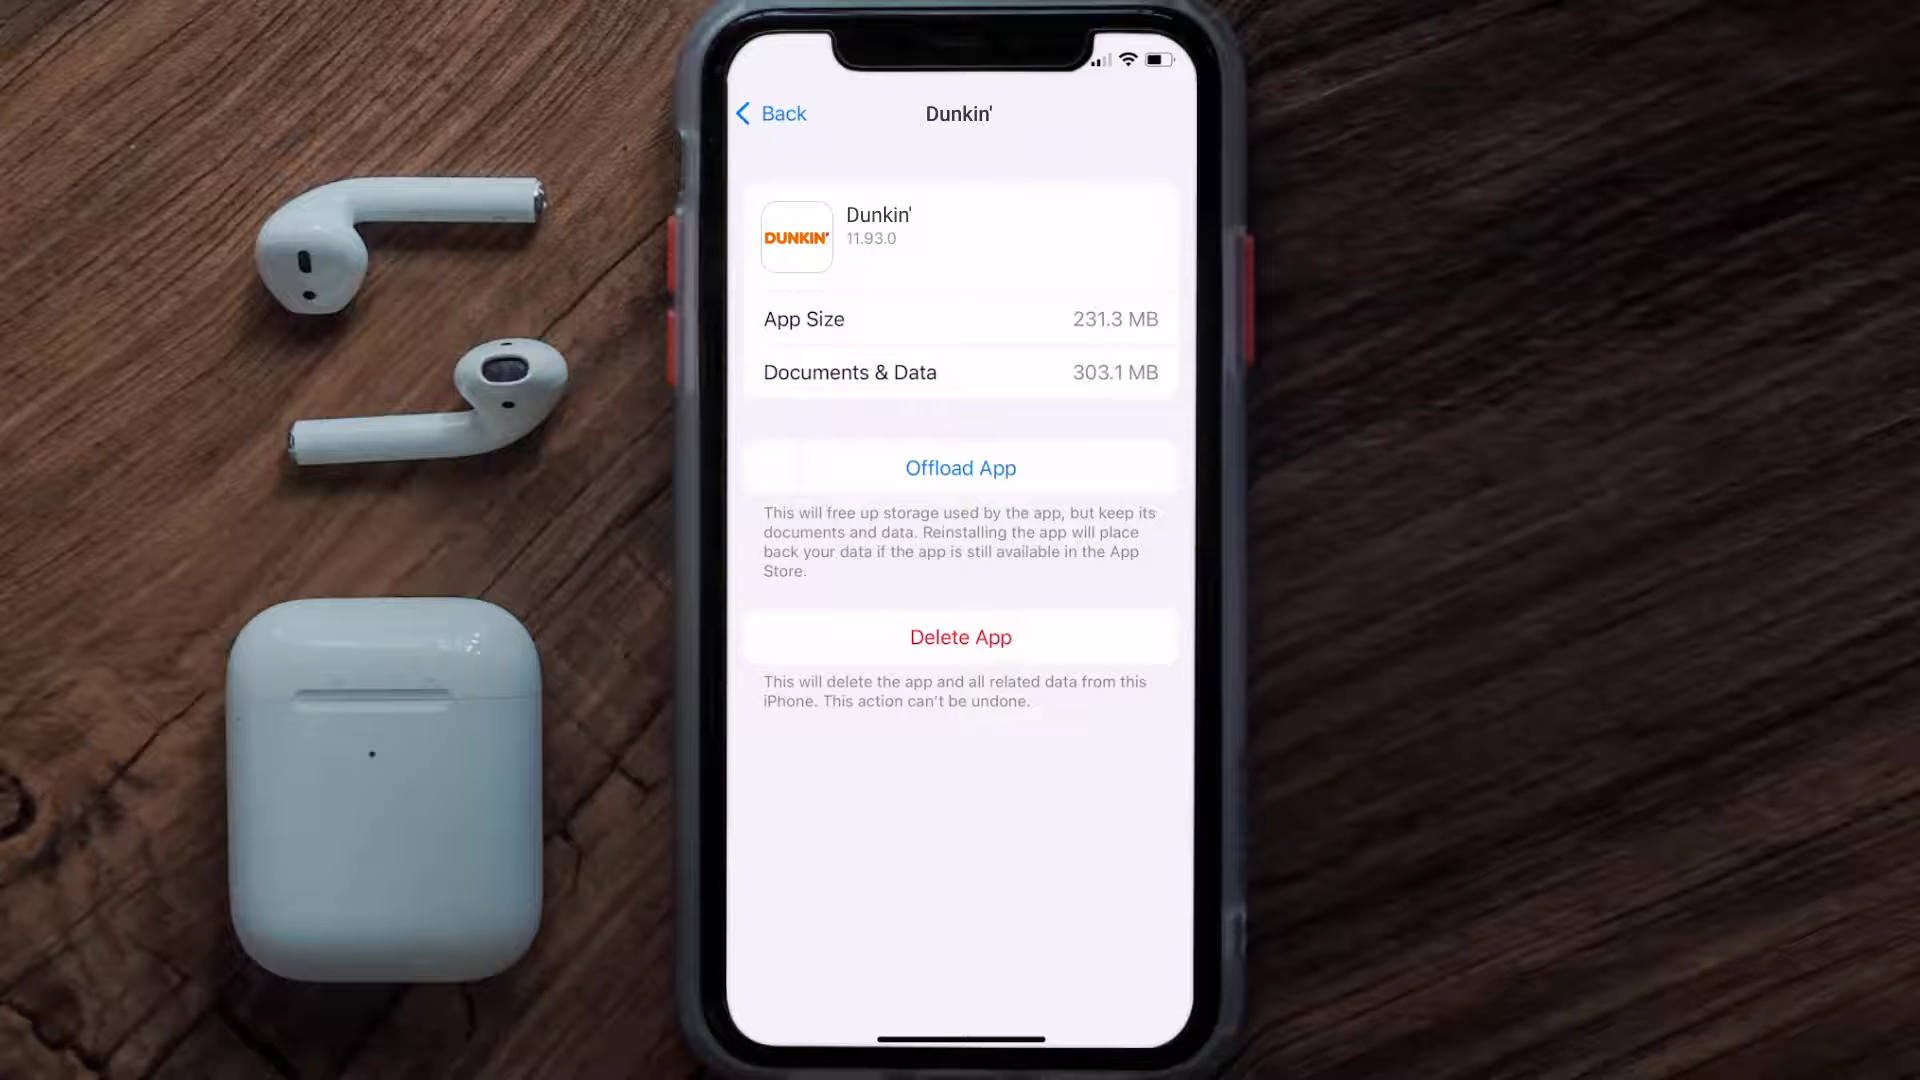 Back
Dunkin'
DUNKIN'
Dunkin'
11.93.0
App Size 231.3 MB
Documents & Data 303.1 MB
Offload App
This will free up storage used by the app, but keep its
documents and data. Reinstalling the app will place
back your data if the app is still available in the App
Store.
Delete App
This will delete the app and all related data from this
iPhone. This action can't be undone.